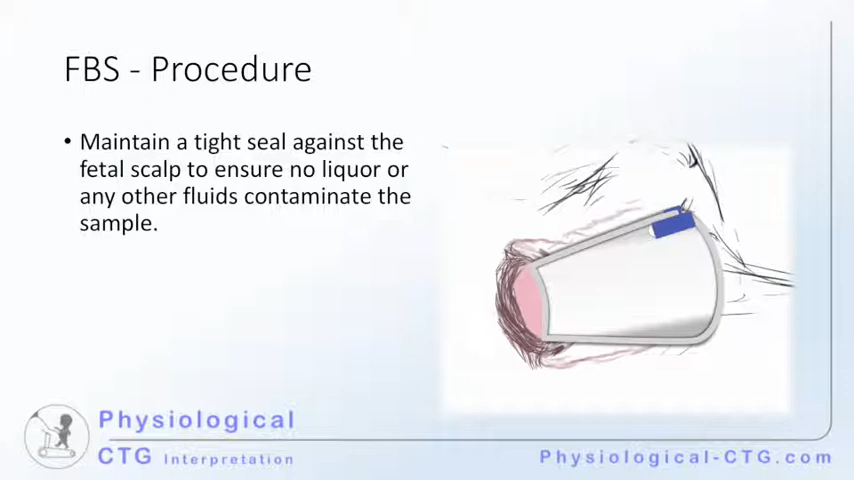 FBS - Procedure
• Maintain a tight seal against the
fetal scalp to ensure no liquor or
any other fluids contaminate the
sample.
Physiological
CTG Interpretation
Physiological-CTG.com